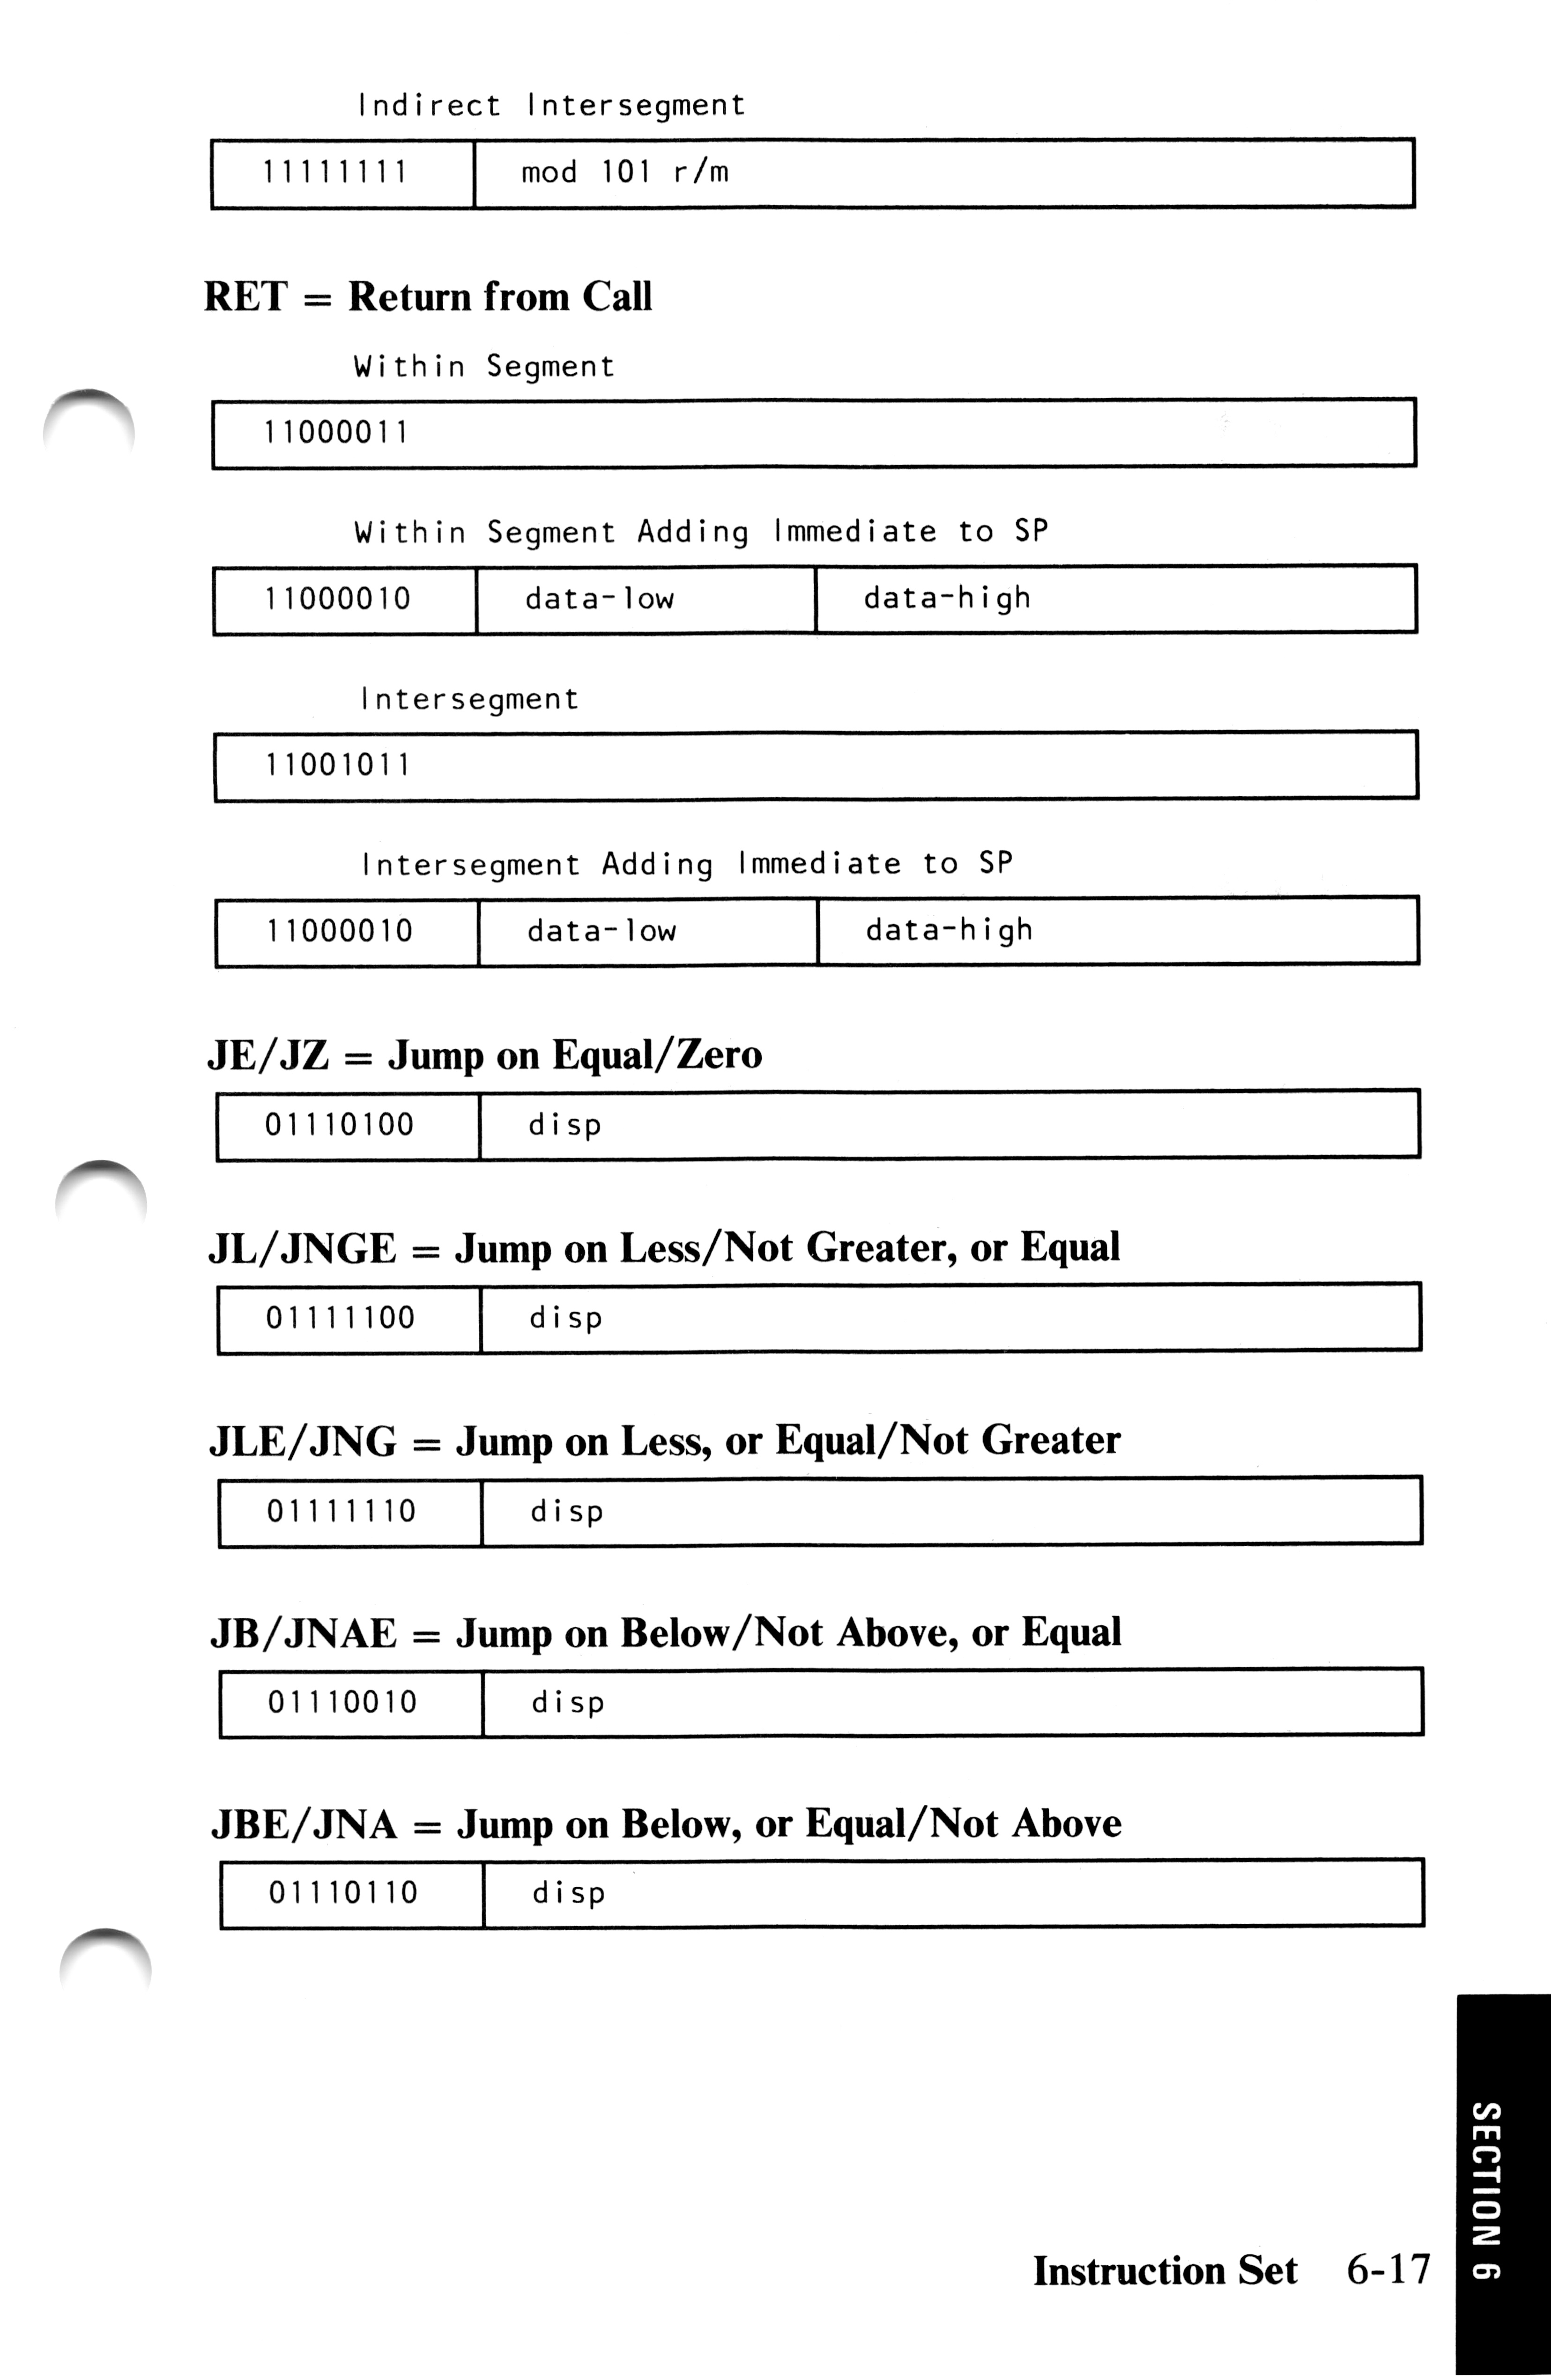 Indirect Intersegment
11111111 mod 101 r/m
RET = Return from Call
Within Segment
11000011
Within Segment Adding Immediate to SP
11000010 data-low data-high
Intersegment
11001011
Intersegment Adding Immediate to SP
11000010 data-low data-high
JE/JZ = Jump on Equal/Zero
01110100 disp
JL/JNGE = Jump on Less/Not Greater, or Equal
01111100 disp
JLE/JNG = Jump on Less, or Equal/Not Greater
01111110 disp
JB/JNAE = Jump on Below/Not Above, or Equal
01110010 disp
JBE/JNA = Jump on Below, or Equal/Not Above
01110110 disp
SECTION 6
Instruction Set 6-17